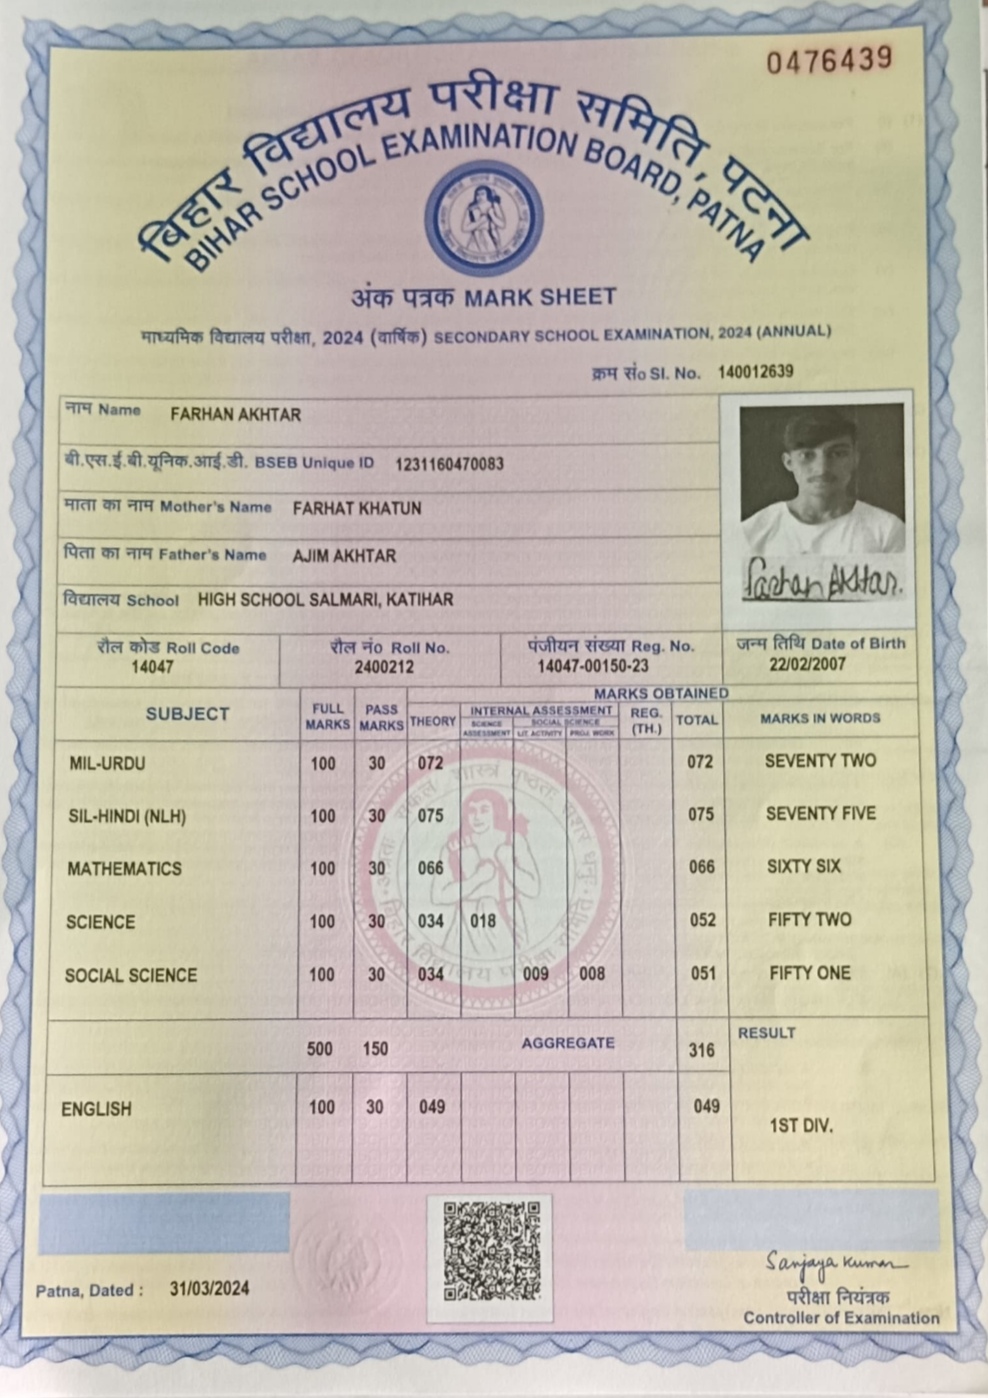 0476439
बिहार विद्यालय परीक्षा समिति, पटना
BIHAR SCHOOL EXAMINATION BOARD, PATNA
अंक पत्रक MARK SHEET
माध्यमिक विद्यालय परीक्षा, 2024 (वार्षिक) SECONDARY SCHOOL EXAMINATION, 2024 (ANNUAL)
क्रम सं० Sl. No. 140012639
नाम Name FARHAN AKHTAR
बी.एस.ई.बी.यूनिक.आई.डी. BSEB Unique ID 1231160470083
माता का नाम Mother's Name FARHAT KHATUN
पिता का नाम Father's Name AJIM AKHTAR
Farhan Akhtar.
विद्यालय School HIGH SCHOOL SALMARI, KATIHAR
रौल कोड Roll Code रौल नं० Roll No. पंजीयन संख्या Reg. No. जन्म तिथि Date of Birth
14047 2400212 14047-00150-23 22/02/2007
MARKS OBTAINED
SUBJECT FULL MARKS PASS MARKS THEORY INTERNAL ASSESSMENT REG. (TH.) TOTAL MARKS IN WORDS
SCIENCE ASSESSMENT SOCIAL SCIENCE LIT. ACTIVITY PROJ. WORK
MIL-URDU 100 30 072 072 SEVENTY TWO
SIL-HINDI (NLH) 100 30 075 075 SEVENTY FIVE
MATHEMATICS 100 30 066 066 SIXTY SIX
SCIENCE 100 30 034 018 052 FIFTY TWO
SOCIAL SCIENCE 100 30 034 009 008 051 FIFTY ONE
500 150 AGGREGATE 316 RESULT
ENGLISH 100 30 049 049
1ST DIV.
Sanjaya Kumar
Patna, Dated : 31/03/2024
परीक्षा नियंत्रक
Controller of Examination